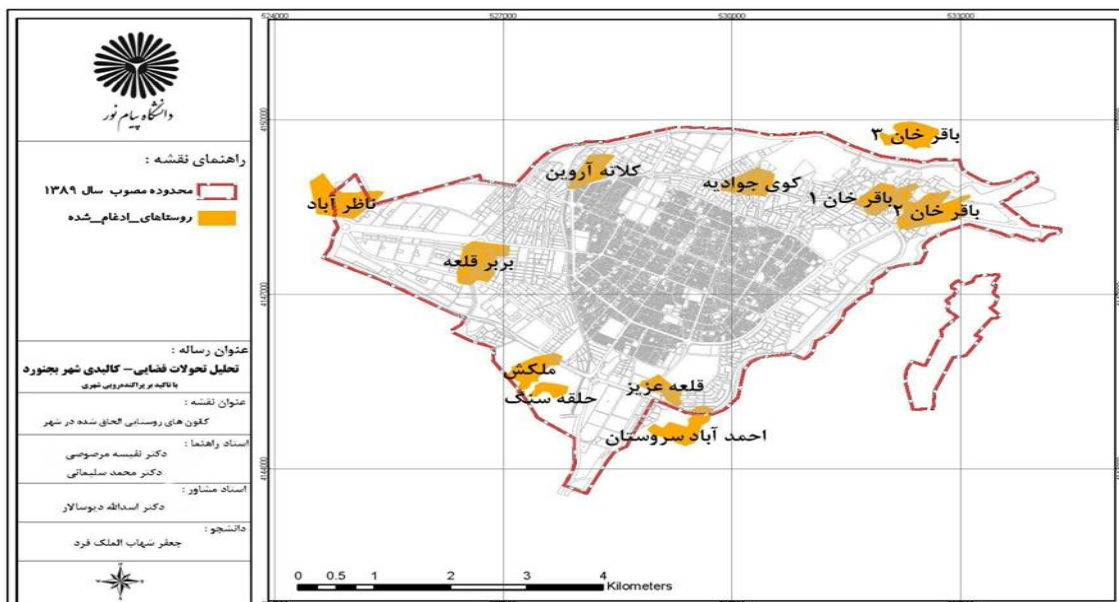 دانشگاه پیام نور
راهنمای نقشه :
محدوده مصوب سال ۱۳۸۹
روستاهای_ادغام_شده
عنوان رساله :
تحلیل تحولات فضایی– کالبدی شهر بجنورد
با تاکید بر پراکنده‌رویی شهری
عنوان نقشه :
کانون های روستایی الحاق شده در شهر
استاد راهنما :
دکتر نفیسه مرصوصی
دکتر محمد سلیمانی
استاد مشاور :
دکتر اسدالله دیوسالار
دانشجو :
جعفر شهاب الملک فرد
524000 527000 530000 533000
4150000
باقر خان ۳
کلاته آروین
کوی جوادیه
باقر خان ۱
باقر خان ۲
ناظر آباد
بربر قلعه
4147000
ملکش
حلقه سنگ
قلعه عزیز
احمد آباد سروستان
4144000
0 0.5 1 2 3 4
Kilometers